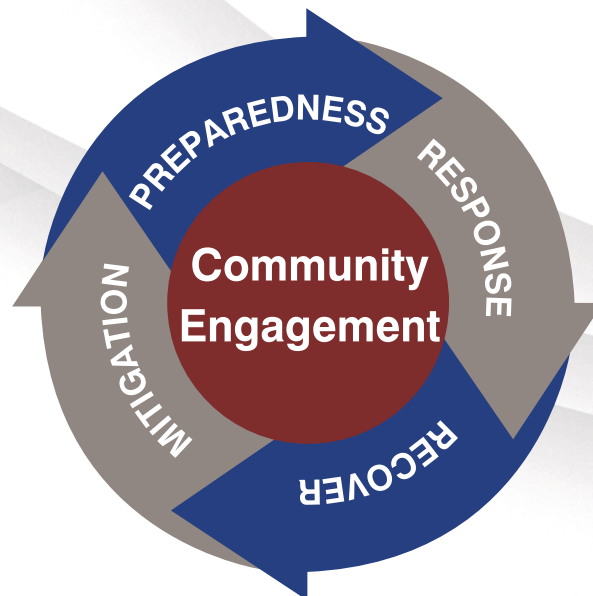 PREPAREDNESS
RESPONSE
RECOVER
MITIGATION
Community
Engagement